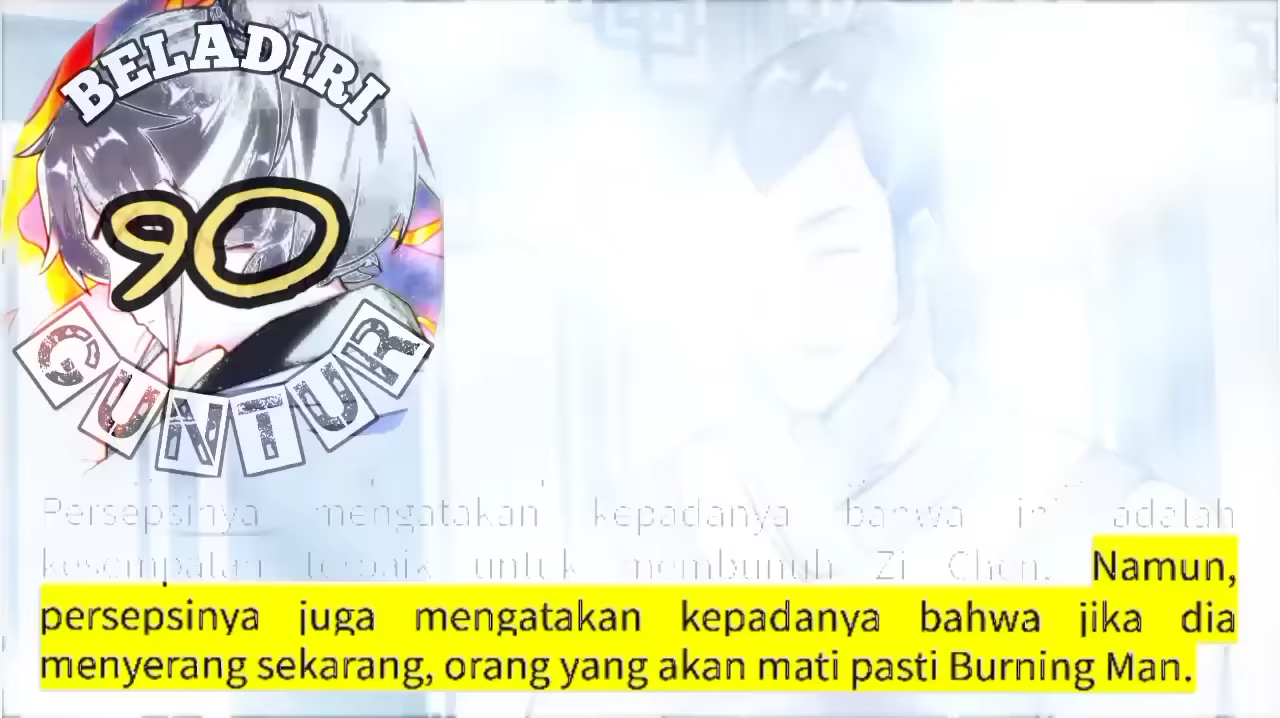 BELADIRI
90
GUNTUR
Persepsinya mengatakan kepadanya bahwa ini adalah
kesempatan terbaik untuk membunuh Zi Chen. Namun,
persepsinya juga mengatakan kepadanya bahwa jika dia
menyerang sekarang, orang yang akan mati pasti Burning Man.